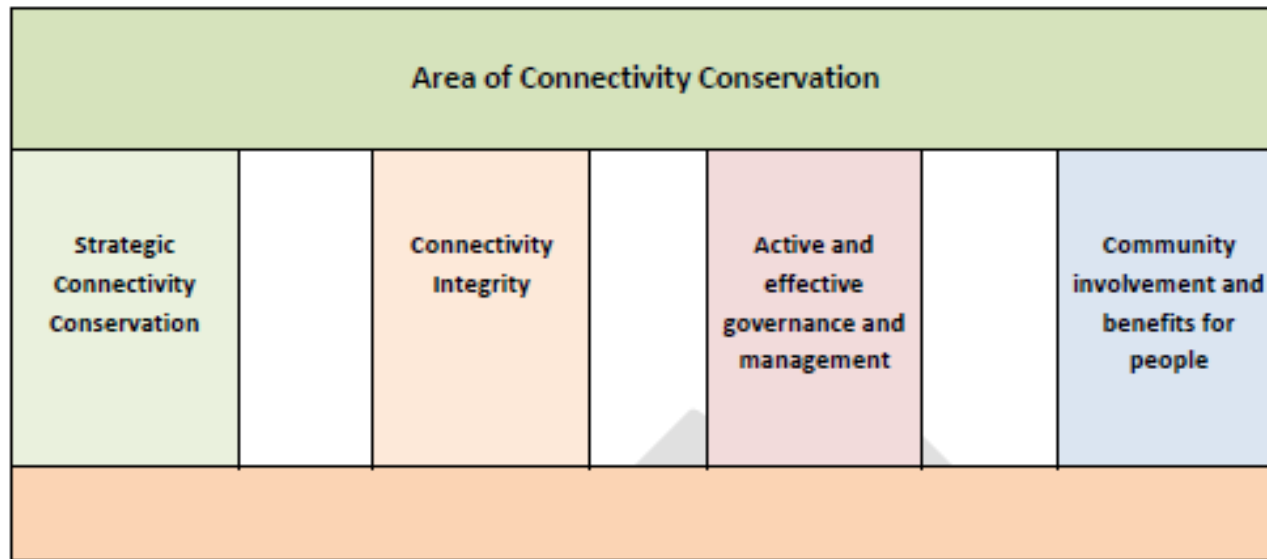 Area of Connectivity Conservation
Strategic
Connectivity
Conservation
Connectivity
Integrity
Active and
effective
governance and
management
Community
involvement and
benefits for
people